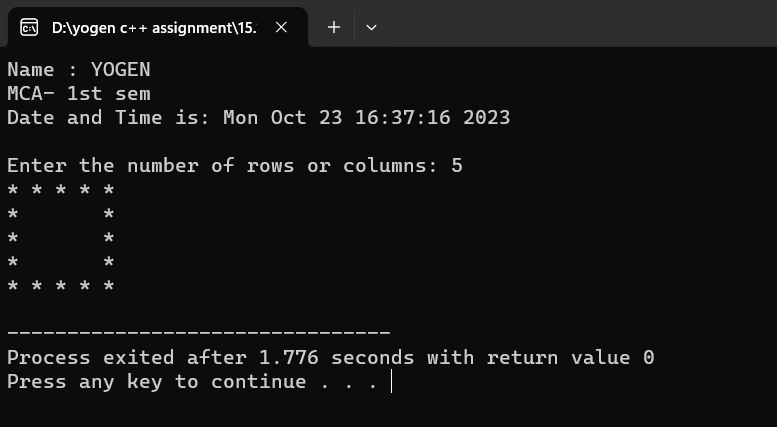 D:\yogen c++ assignment\15.
Name : YOGEN
MCA- 1st sem
Date and Time is: Mon Oct 23 16:37:16 2023

Enter the number of rows or columns: 5
* * * * *
*       *
*       *
*       *
* * * * *

--------------------------------
Process exited after 1.776 seconds with return value 0
Press any key to continue . . .